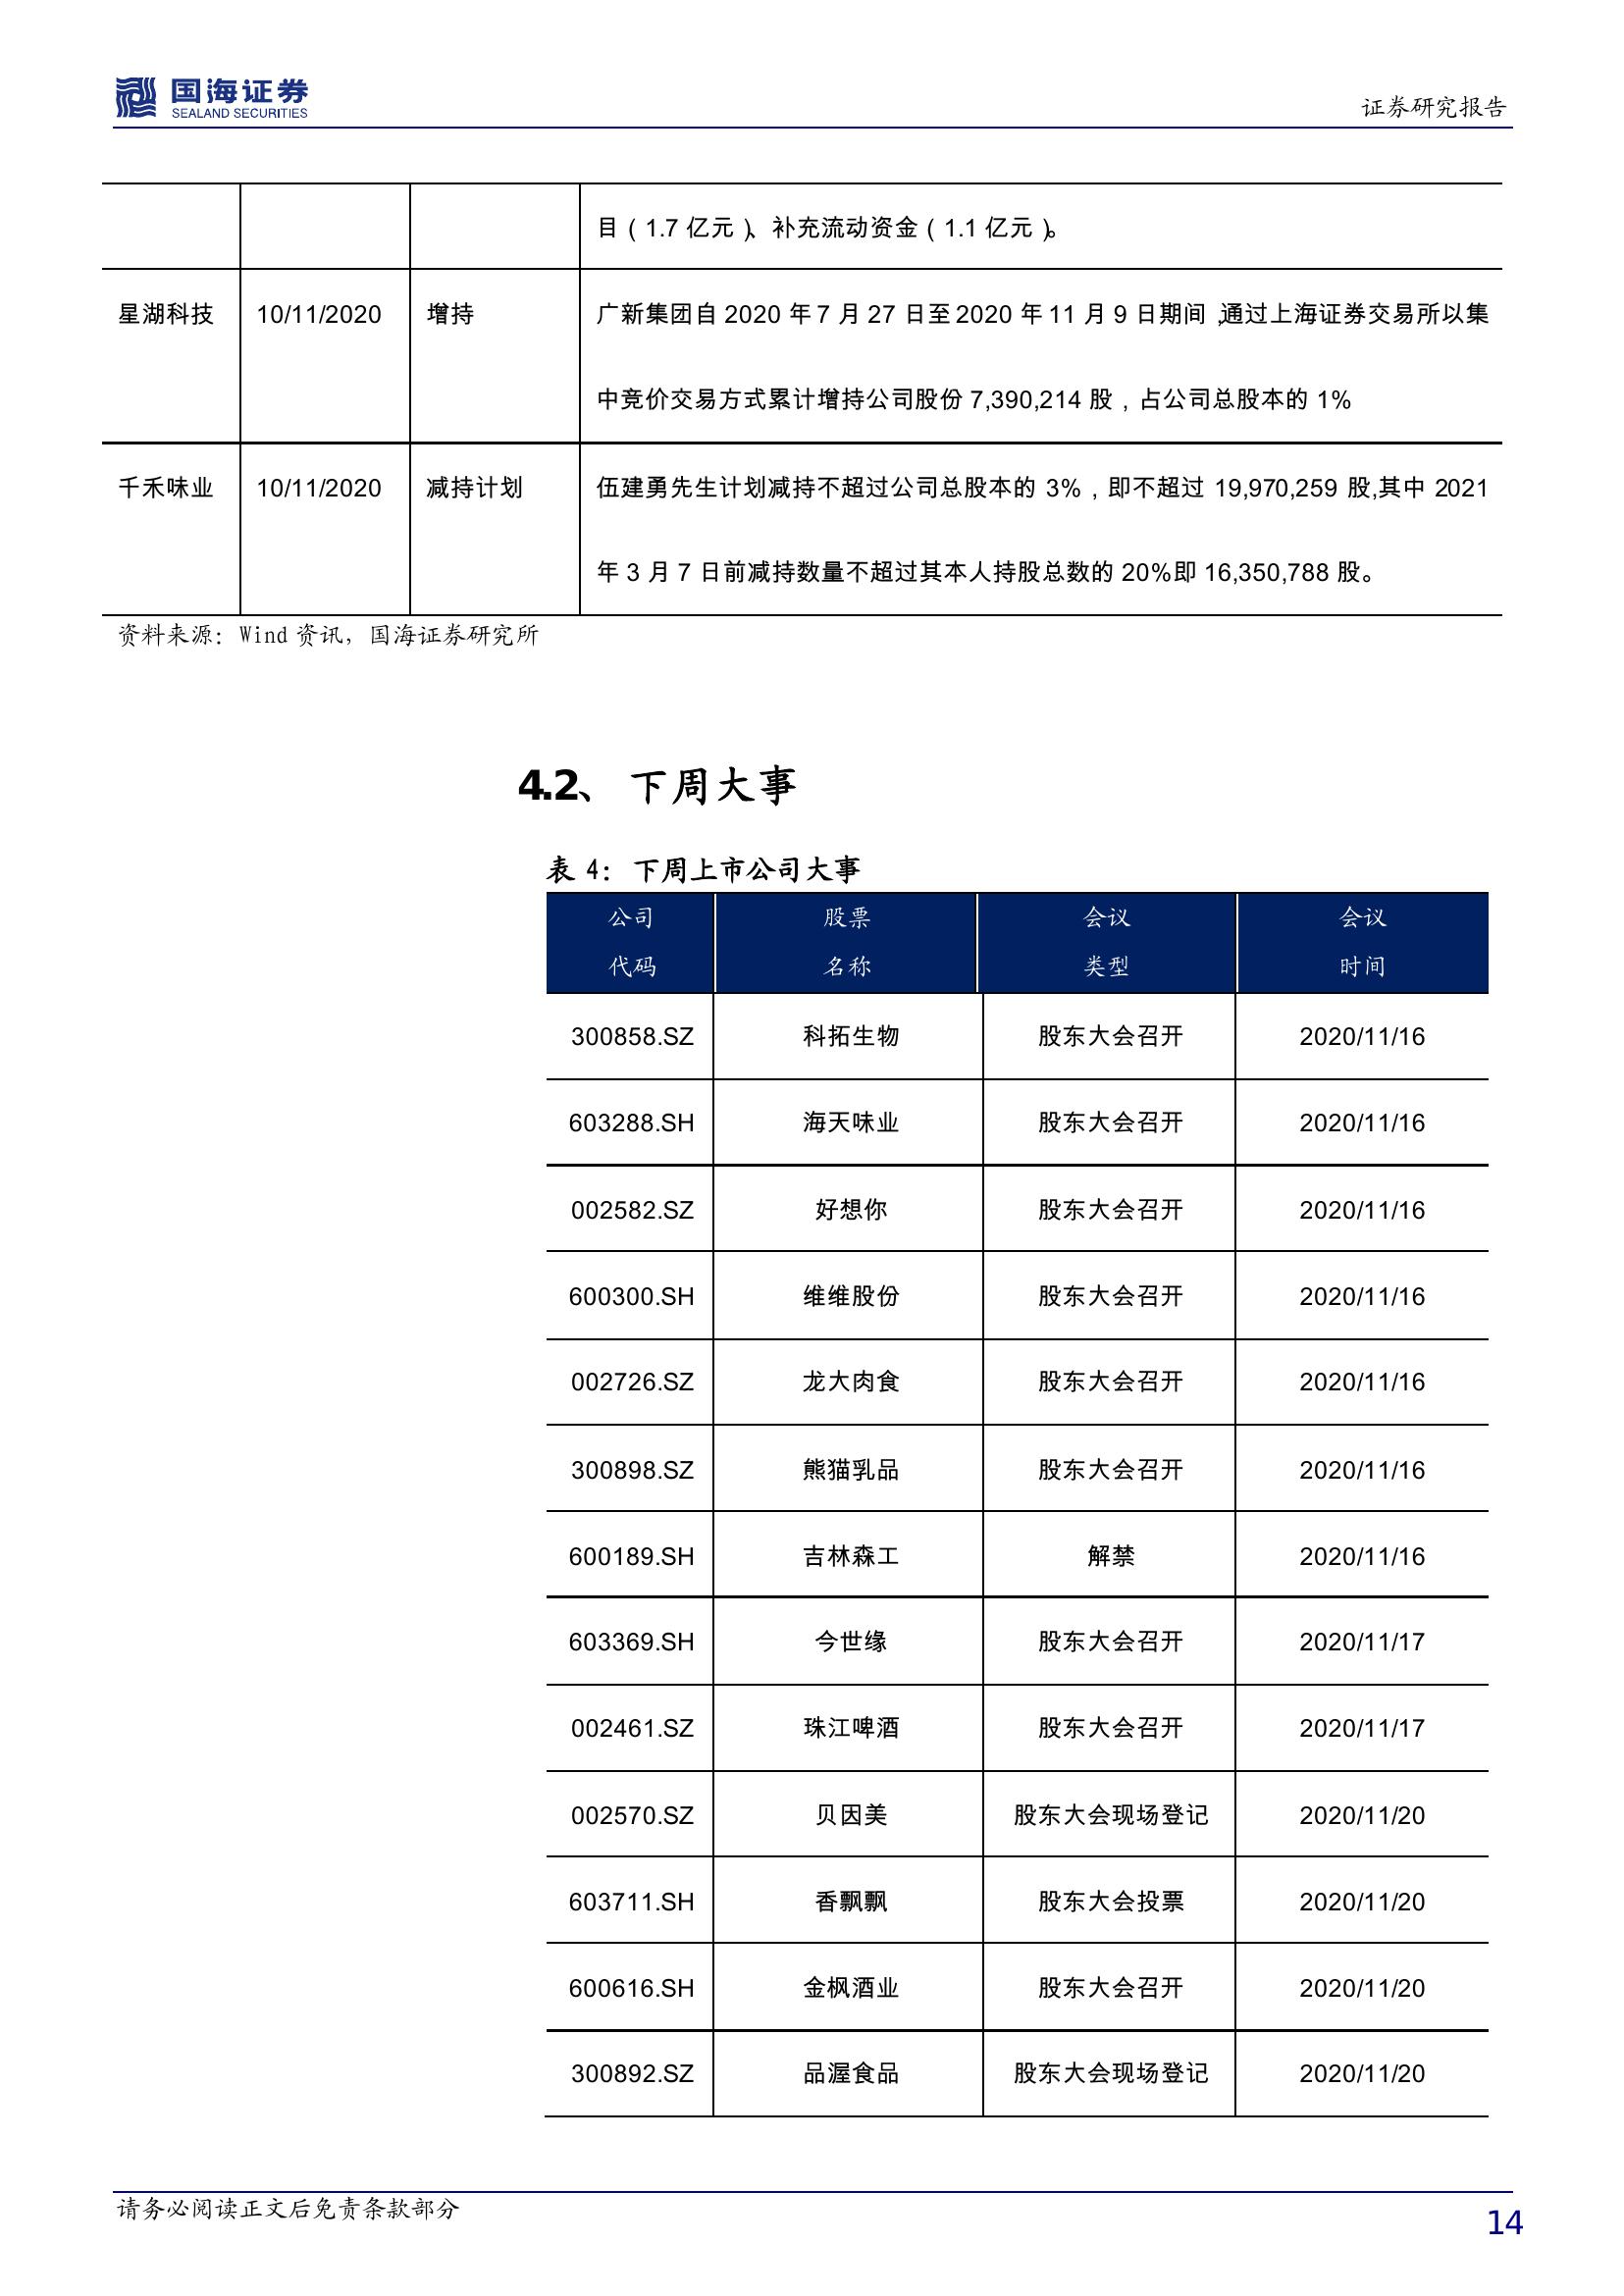 国海证券
SEALAND SECURITIES
证券研究报告
目（1.7 亿元）、补充流动资金（1.1 亿元）。
星湖科技 10/11/2020 增持 广新集团自 2020 年 7 月 27 日至 2020 年 11 月 9 日期间，通过上海证券交易所以集
中竞价交易方式累计增持公司股份 7,390,214 股，占公司总股本的 1%
千禾味业 10/11/2020 减持计划 伍建勇先生计划减持不超过公司总股本的 3%，即不超过 19,970,259 股,其中 2021
年 3 月 7 日前减持数量不超过其本人持股总数的 20%即 16,350,788 股。
资料来源：Wind 资讯，国海证券研究所
4.2、 下周大事
表 4：下周上市公司大事
公司 股票 会议 会议
代码 名称 类型 时间
300858.SZ 科拓生物 股东大会召开 2020/11/16
603288.SH 海天味业 股东大会召开 2020/11/16
002582.SZ 好想你 股东大会召开 2020/11/16
600300.SH 维维股份 股东大会召开 2020/11/16
002726.SZ 龙大肉食 股东大会召开 2020/11/16
300898.SZ 熊猫乳品 股东大会召开 2020/11/16
600189.SH 吉林森工 解禁 2020/11/16
603369.SH 今世缘 股东大会召开 2020/11/17
002461.SZ 珠江啤酒 股东大会召开 2020/11/17
002570.SZ 贝因美 股东大会现场登记 2020/11/20
603711.SH 香飘飘 股东大会投票 2020/11/20
600616.SH 金枫酒业 股东大会召开 2020/11/20
300892.SZ 品渥食品 股东大会现场登记 2020/11/20
请务必阅读正文后免责条款部分
14